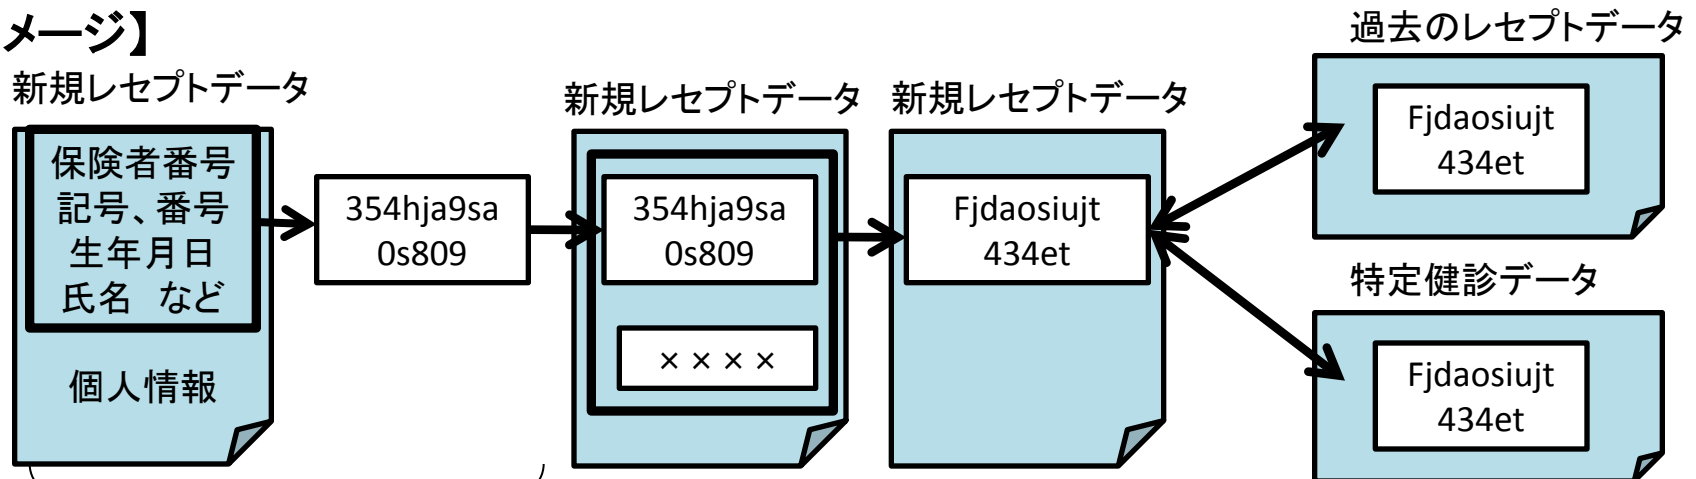 メージ】
新規レセプトデータ
保険者番号
記号、番号
生年月日
氏名　など
個人情報
354hja9sa
0s809
新規レセプトデータ
354hja9sa
0s809
××××
新規レセプトデータ
Fjdaosiujt
434et
過去のレセプトデータ
Fjdaosiujt
434et
特定健診データ
Fjdaosiujt
434et